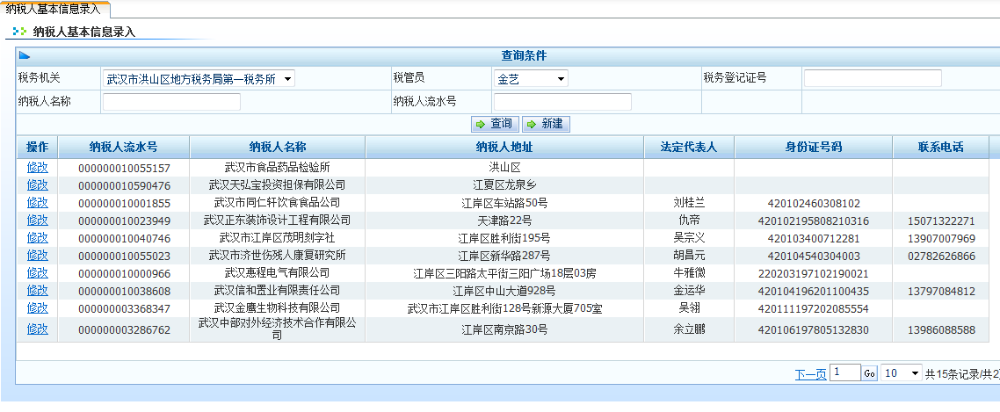 纳税人基本信息录入
纳税人基本信息录入
查询条件
税务机关 武汉市洪山区地方税务局第一税务所 税管员 金艺 税务登记证号
纳税人名称 纳税人流水号
查询 新建
操作 纳税人流水号 纳税人名称 纳税人地址 法定代表人 身份证号码 联系电话
修改 000000010055157 武汉市食品药品检验所 洪山区
修改 000000010590476 武汉天弘宝投资担保有限公司 江夏区龙泉乡
修改 000000010001855 武汉市同仁轩饮食食品公司 江岸区车站路50号 刘桂兰 420102460308102
修改 000000010023949 武汉正东装饰设计工程有限公司 天津路22号 仇帝 420102195808210316 15071322271
修改 000000010040746 武汉市江岸区茂明刻字社 江岸区胜利街195号 吴宗义 420103400712281 13907007969
修改 000000010055023 武汉市济世伤残人康复研究所 江岸区新华路287号 胡昌元 420104540304003 02782626866
修改 000000010000966 武汉惠程电气有限公司 江岸区三阳路太平街三阳广场18层03房 牛雅微 220203197102190021
修改 000000010038608 武汉信和置业有限责任公司 江岸区中山大道928号 金运华 420104196201100435 13797084812
修改 000000003368347 武汉金鹰生物科技有限公司 武汉市江岸区胜利街128号新源大厦705室 吴翎 420111197202085554
修改 000000003286762 武汉中部对外经济技术合作有限公司 江岸区南京路30号 余立鹏 420106197805132830 13986088588
下一页 1 Go 10 共15条记录/共2